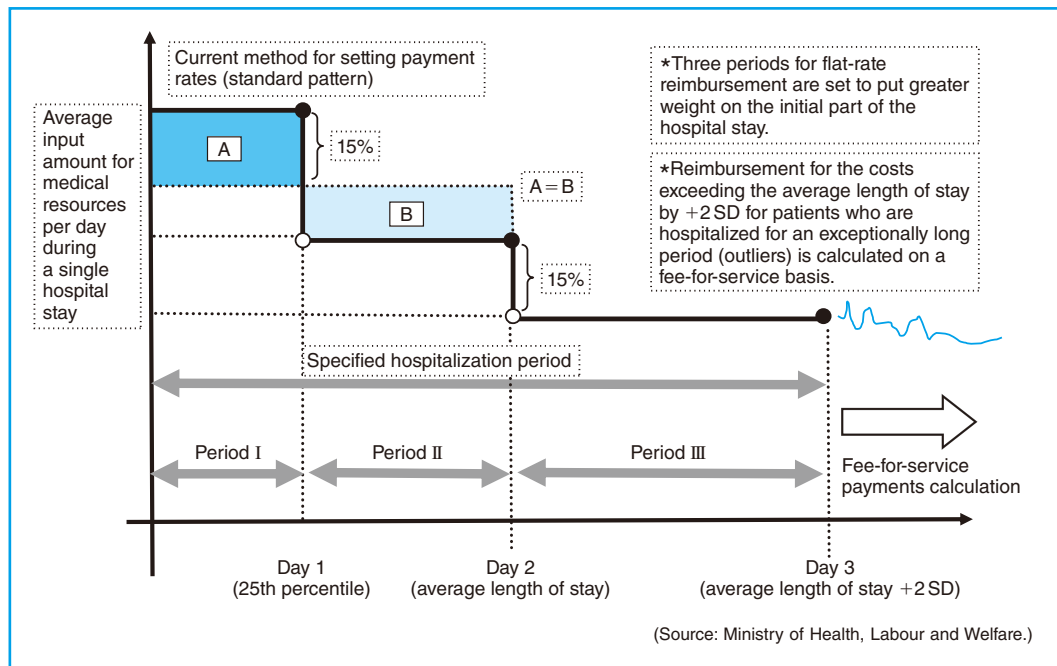 Current method for setting payment
rates (standard pattern)
*Three periods for flat-rate
reimbursement are set to put greater
weight on the initial part of the
hospital stay.
Average
input
amount for
medical
resources
per day
during
a single
hospital
stay
A
15%
*Reimbursement for the costs
exceeding the average length of stay
by +2 SD for patients who are
hospitalized for an exceptionally long
period (outliers) is calculated on a
fee-for-service basis.
A=B
B
15%
Specified hospitalization period
Period I
Period II
Period III
Fee-for-service
payments calculation
Day 1
(25th percentile)
Day 2
(average length of stay)
Day 3
(average length of stay +2 SD)
(Source: Ministry of Health, Labour and Welfare.)